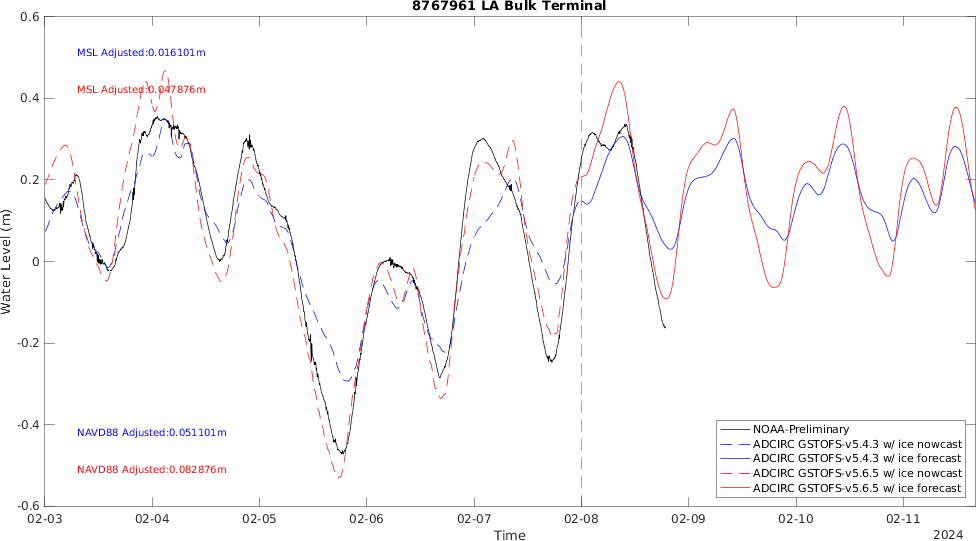 8767961 LA Bulk Terminal
0.6
0.4
0.2
0
-0.2
-0.4
-0.6
Water Level (m)
MSL Adjusted:0.016101m
MSL Adjusted:0.047876m
NAVD88 Adjusted:0.051101m
NAVD88 Adjusted:0.082876m
NOAA-Preliminary
ADCIRC GSTOFS-v5.4.3 w/ ice nowcast
ADCIRC GSTOFS-v5.4.3 w/ ice forecast
ADCIRC GSTOFS-v5.6.5 w/ ice nowcast
ADCIRC GSTOFS-v5.6.5 w/ ice forecast
02-03 02-04 02-05 02-06 02-07 02-08 02-09 02-10 02-11
Time
2024